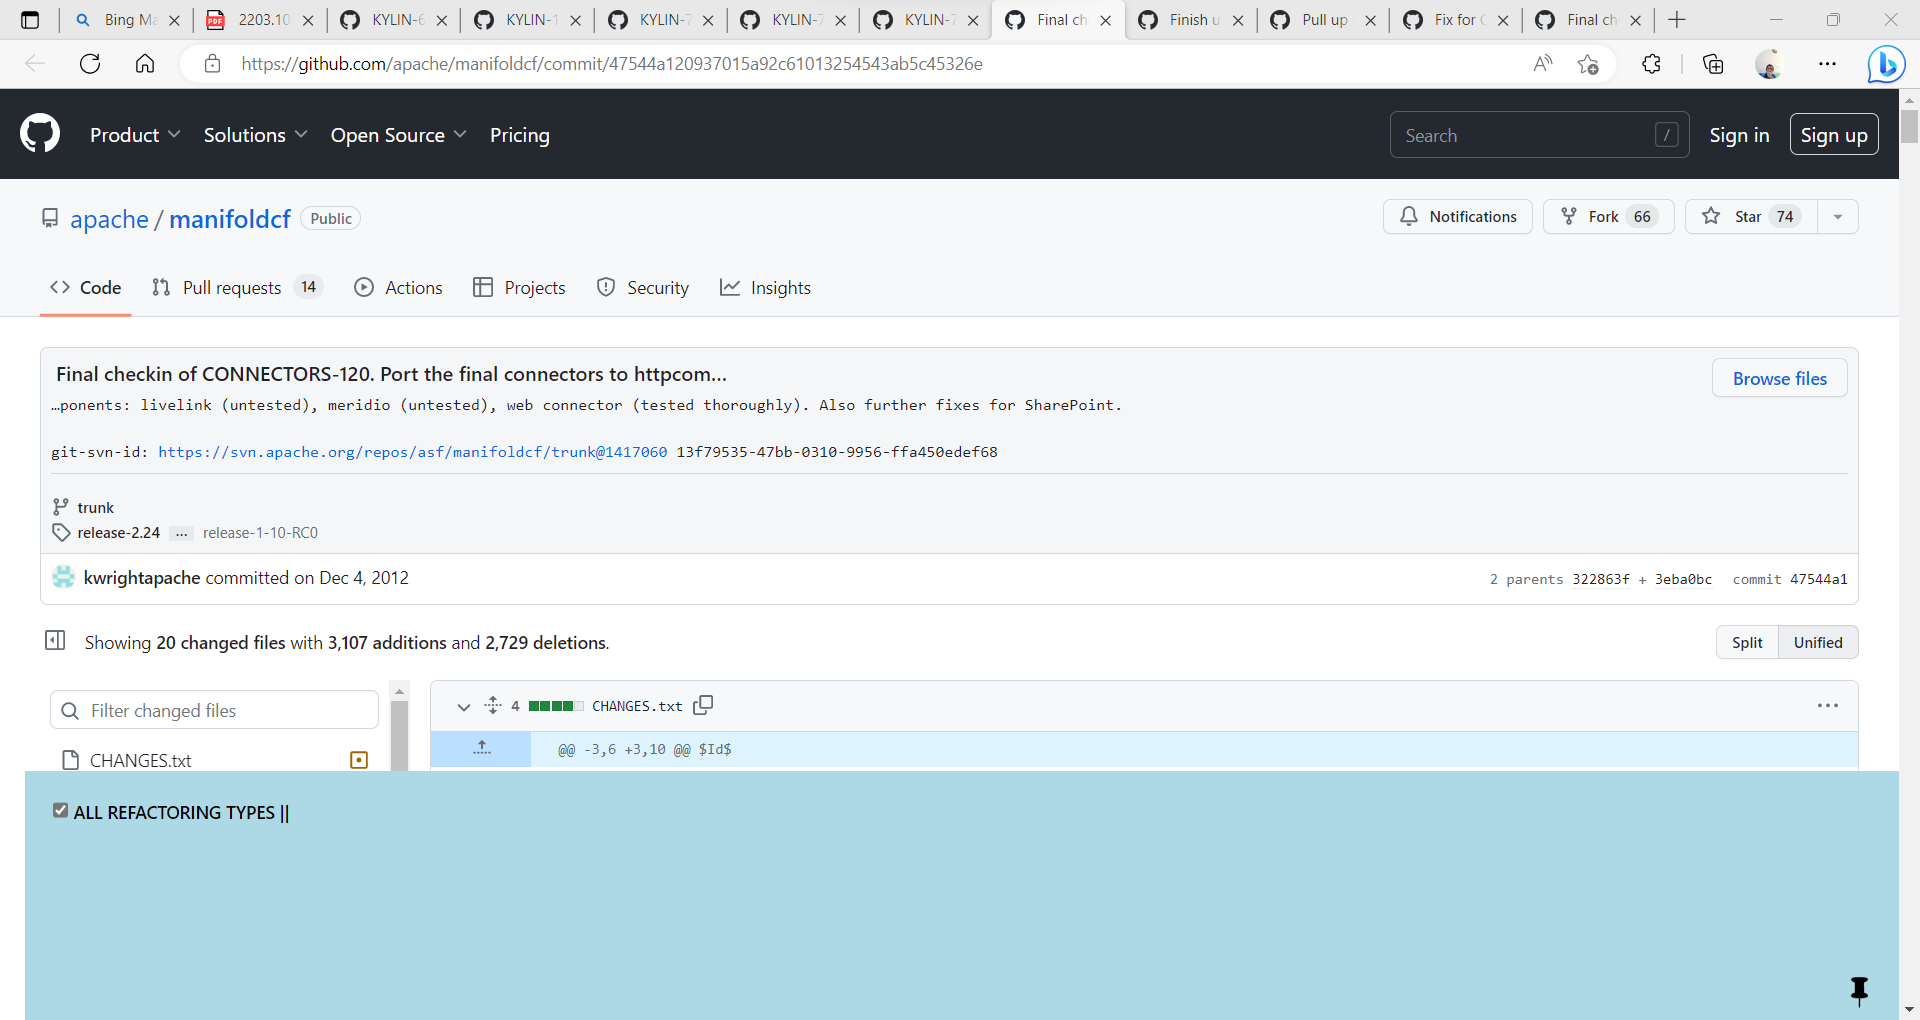 Bing Ma
2203.10
KYLIN-6
KYLIN-1
KYLIN-7
KYLIN-7
KYLIN-7
Final ch
Finish u
Pull up
Fix for C
Final ch
https://github.com/apache/manifoldcf/commit/47544a120937015a92c61013254543ab5c45326e
Product
Solutions
Open Source
Pricing
Search /
Sign in
Sign up
apache / manifoldcf Public
Notifications
Fork 66
Star 74
Code
Pull requests 14
Actions
Projects
Security
Insights
Final checkin of CONNECTORS-120. Port the final connectors to httpcom...
Browse files
…ponents: livelink (untested), meridio (untested), web connector (tested thoroughly). Also further fixes for SharePoint.
git-svn-id: https://svn.apache.org/repos/asf/manifoldcf/trunk@1417060 13f79535-47bb-0310-9956-ffa450edef68
trunk
release-2.24 … release-1-10-RC0
kwrightapache committed on Dec 4, 2012
2 parents 322863f + 3eba0bc commit 47544a1
Showing 20 changed files with 3,107 additions and 2,729 deletions.
Split Unified
Filter changed files
4 CHANGES.txt
@@ -3,6 +3,10 @@ $Id$
CHANGES.txt
ALL REFACTORING TYPES ||